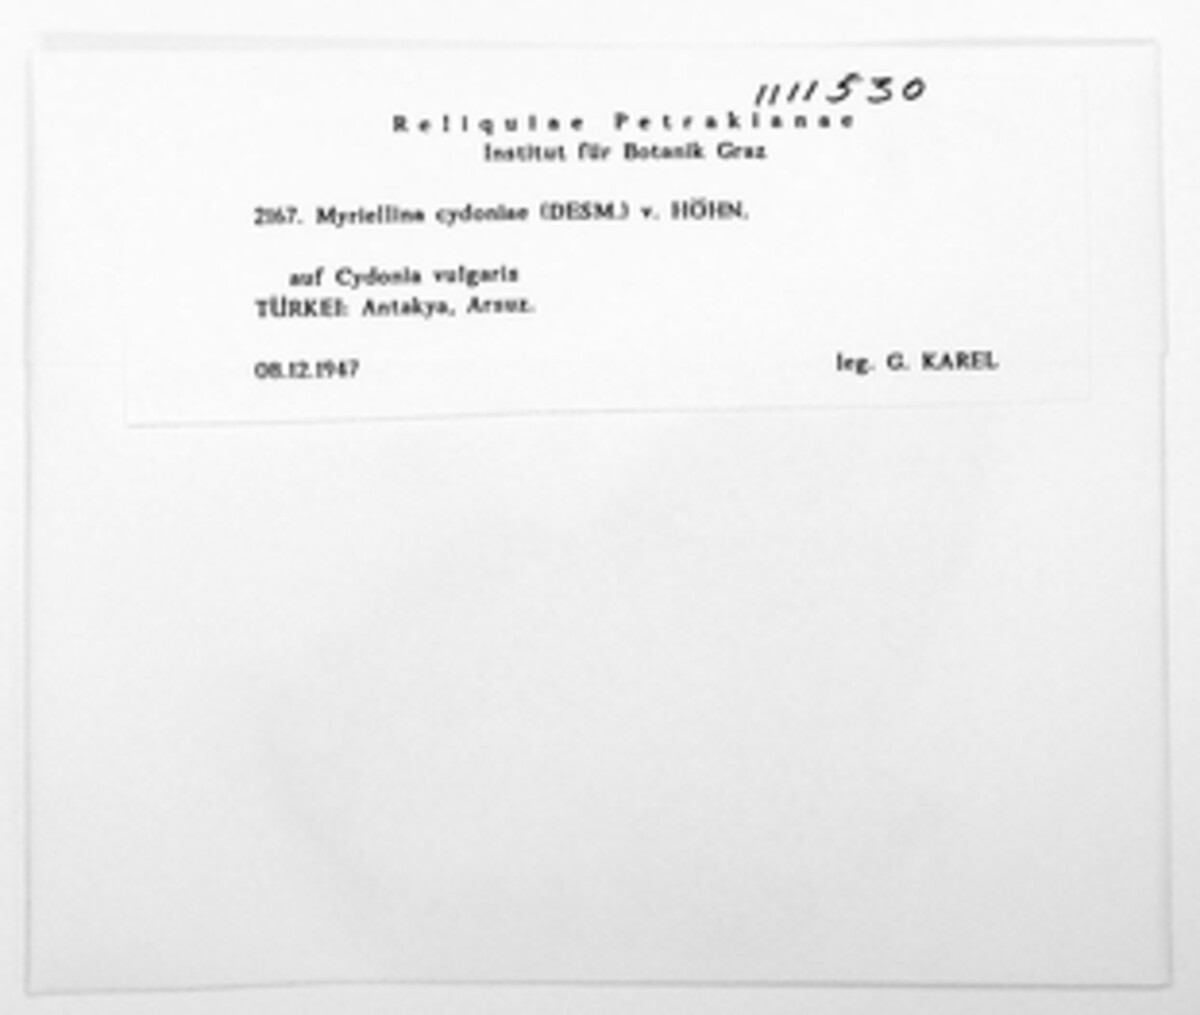 1111530
Reliquiae Petrakianae
Institut für Botanik Graz
2167. Myriellina cydoniae (DESM.) v. HÖHN.
auf Cydonia vulgaris
TÜRKEI: Antakya, Arsuz.
08.12.1947
leg. G. KAREL